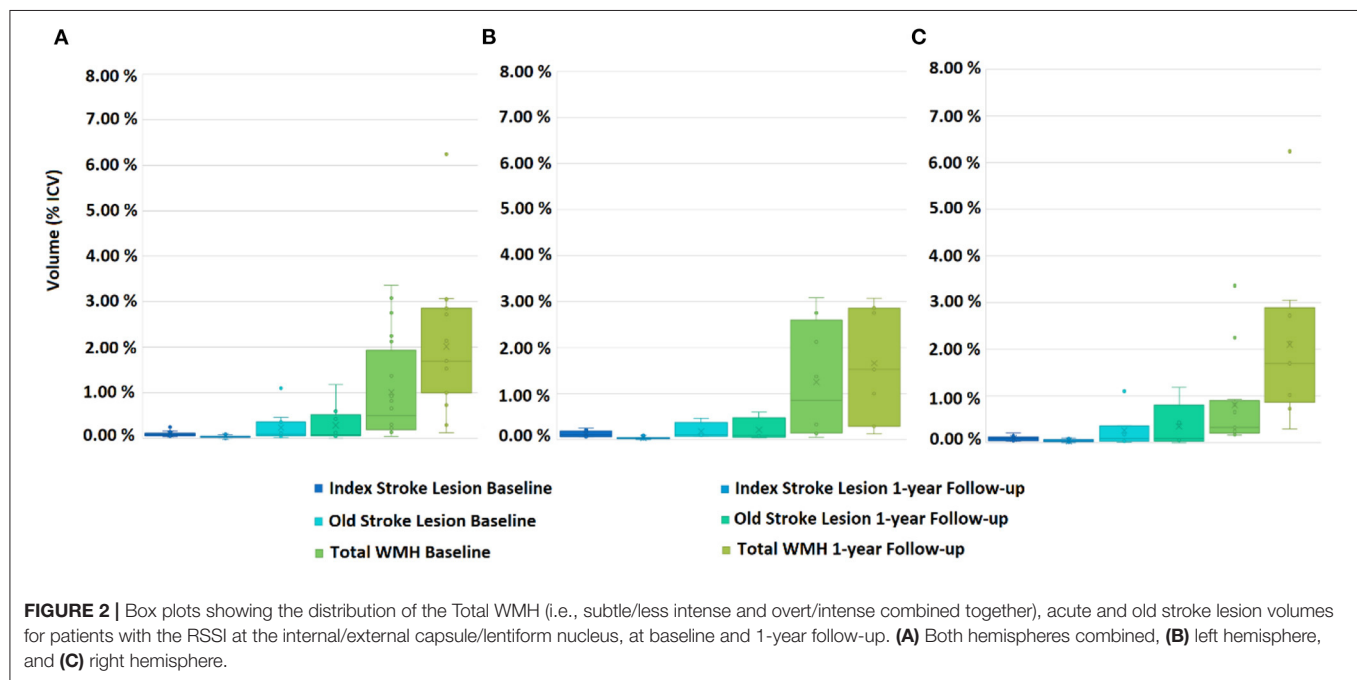 A
B
C
Volume (% ICV)
8.00 %
7.00 %
6.00 %
5.00 %
4.00 %
3.00 %
2.00 %
1.00 %
0.00 %
8.00 %
7.00 %
6.00 %
5.00 %
4.00 %
3.00 %
2.00 %
1.00 %
0.00 %
8.00 %
7.00 %
6.00 %
5.00 %
4.00 %
3.00 %
2.00 %
1.00 %
0.00 %
Index Stroke Lesion Baseline
Index Stroke Lesion 1-year Follow-up
Old Stroke Lesion Baseline
Old Stroke Lesion 1-year Follow-up
Total WMH Baseline
Total WMH 1-year Follow-up
FIGURE 2 | Box plots showing the distribution of the Total WMH (i.e., subtle/less intense and overt/intense combined together), acute and old stroke lesion volumes
for patients with the RSSI at the internal/external capsule/lentiform nucleus, at baseline and 1-year follow-up. (A) Both hemispheres combined, (B) left hemisphere,
and (C) right hemisphere.